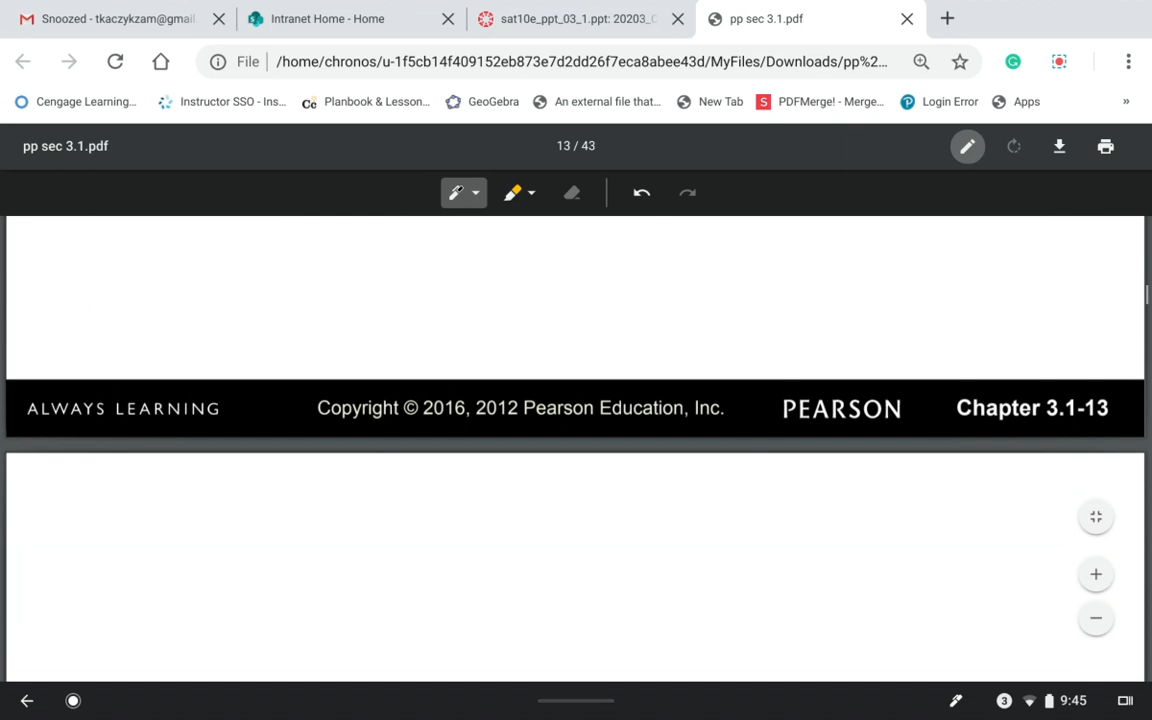 Snoozed - tkaczykzam@gmail.
Intranet Home - Home
sat10e_ppt_03_1.ppt: 20203_C
pp sec 3.1.pdf
File
/home/chronos/u-1f5cb14f409152eb873e7d2dd26f7eca8abee43d/MyFiles/Downloads/pp%2...
Cengage Learning...
Instructor SSO - Ins...
Cc Planbook & Lesson...
GeoGebra
An external file that...
New Tab
S PDFMerge! - Merge...
Login Error
Apps
»
pp sec 3.1.pdf
13 / 43
ALWAYS LEARNING
Copyright © 2016, 2012 Pearson Education, Inc.
PEARSON
Chapter 3.1-13
3
9:45